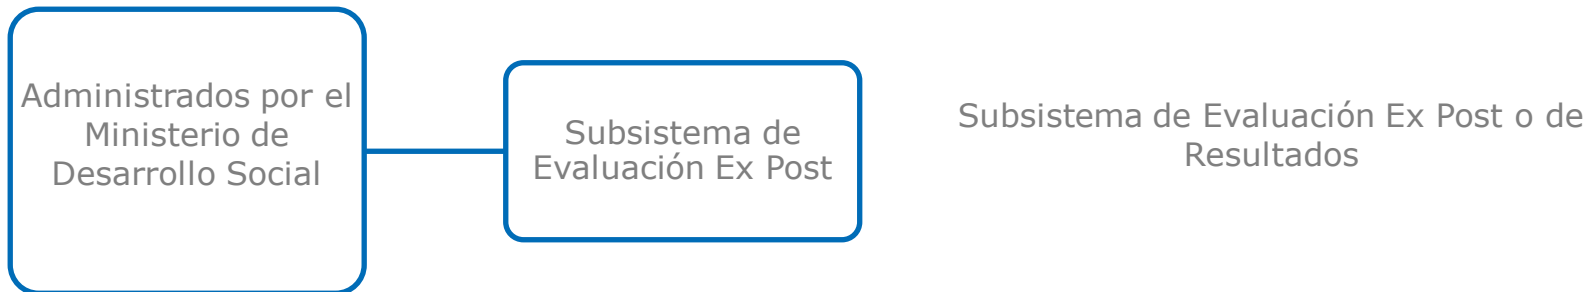 Administrados por el
Ministerio de
Desarrollo Social
Subsistema de
Evaluación Ex Post
Subsistema de Evaluación Ex Post o de
Resultados